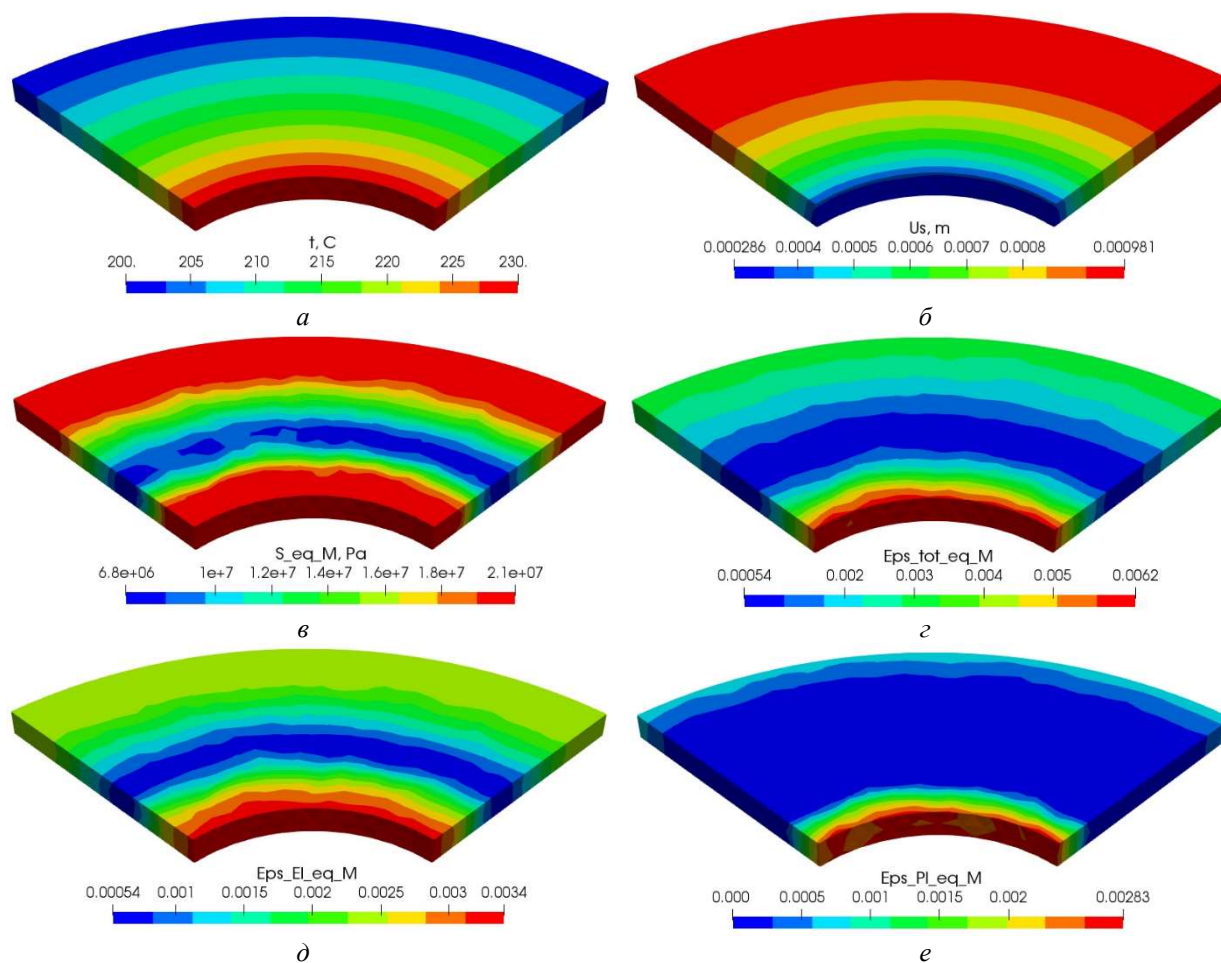 t, C
200. 205 210 215 220 225 230.
а
Us, m
0.000286 0.0004 0.0005 0.0006 0.0007 0.0008 0.000981
б
S_eq_M, Pa
6.8e+06 1e+7 1.2e+7 1.4e+7 1.6e+7 1.8e+7 2.1e+07
в
Eps_tot_eq_M
0.00054 0.002 0.003 0.004 0.005 0.0062
г
Eps_El_eq_M
0.00054 0.001 0.0015 0.002 0.0025 0.003 0.0034
д
Eps_Pl_eq_M
0.000 0.0005 0.001 0.0015 0.002 0.00283
е